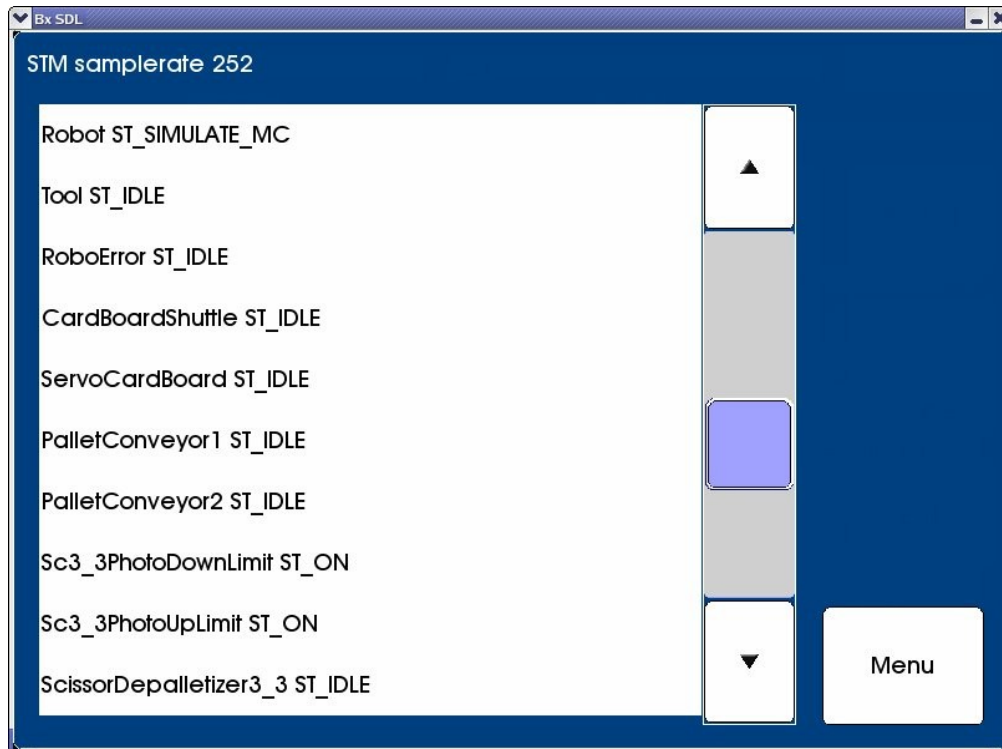 Bx SDL
STM samplerate 252
Robot ST_SIMULATE_MC
Tool ST_IDLE
RoboError ST_IDLE
CardBoardShuttle ST_IDLE
ServoCardBoard ST_IDLE
PalletConveyor1 ST_IDLE
PalletConveyor2 ST_IDLE
Sc3_3PhotoDownLimit ST_ON
Sc3_3PhotoUpLimit ST_ON
ScissorDepalletizer3_3 ST_IDLE
Menu